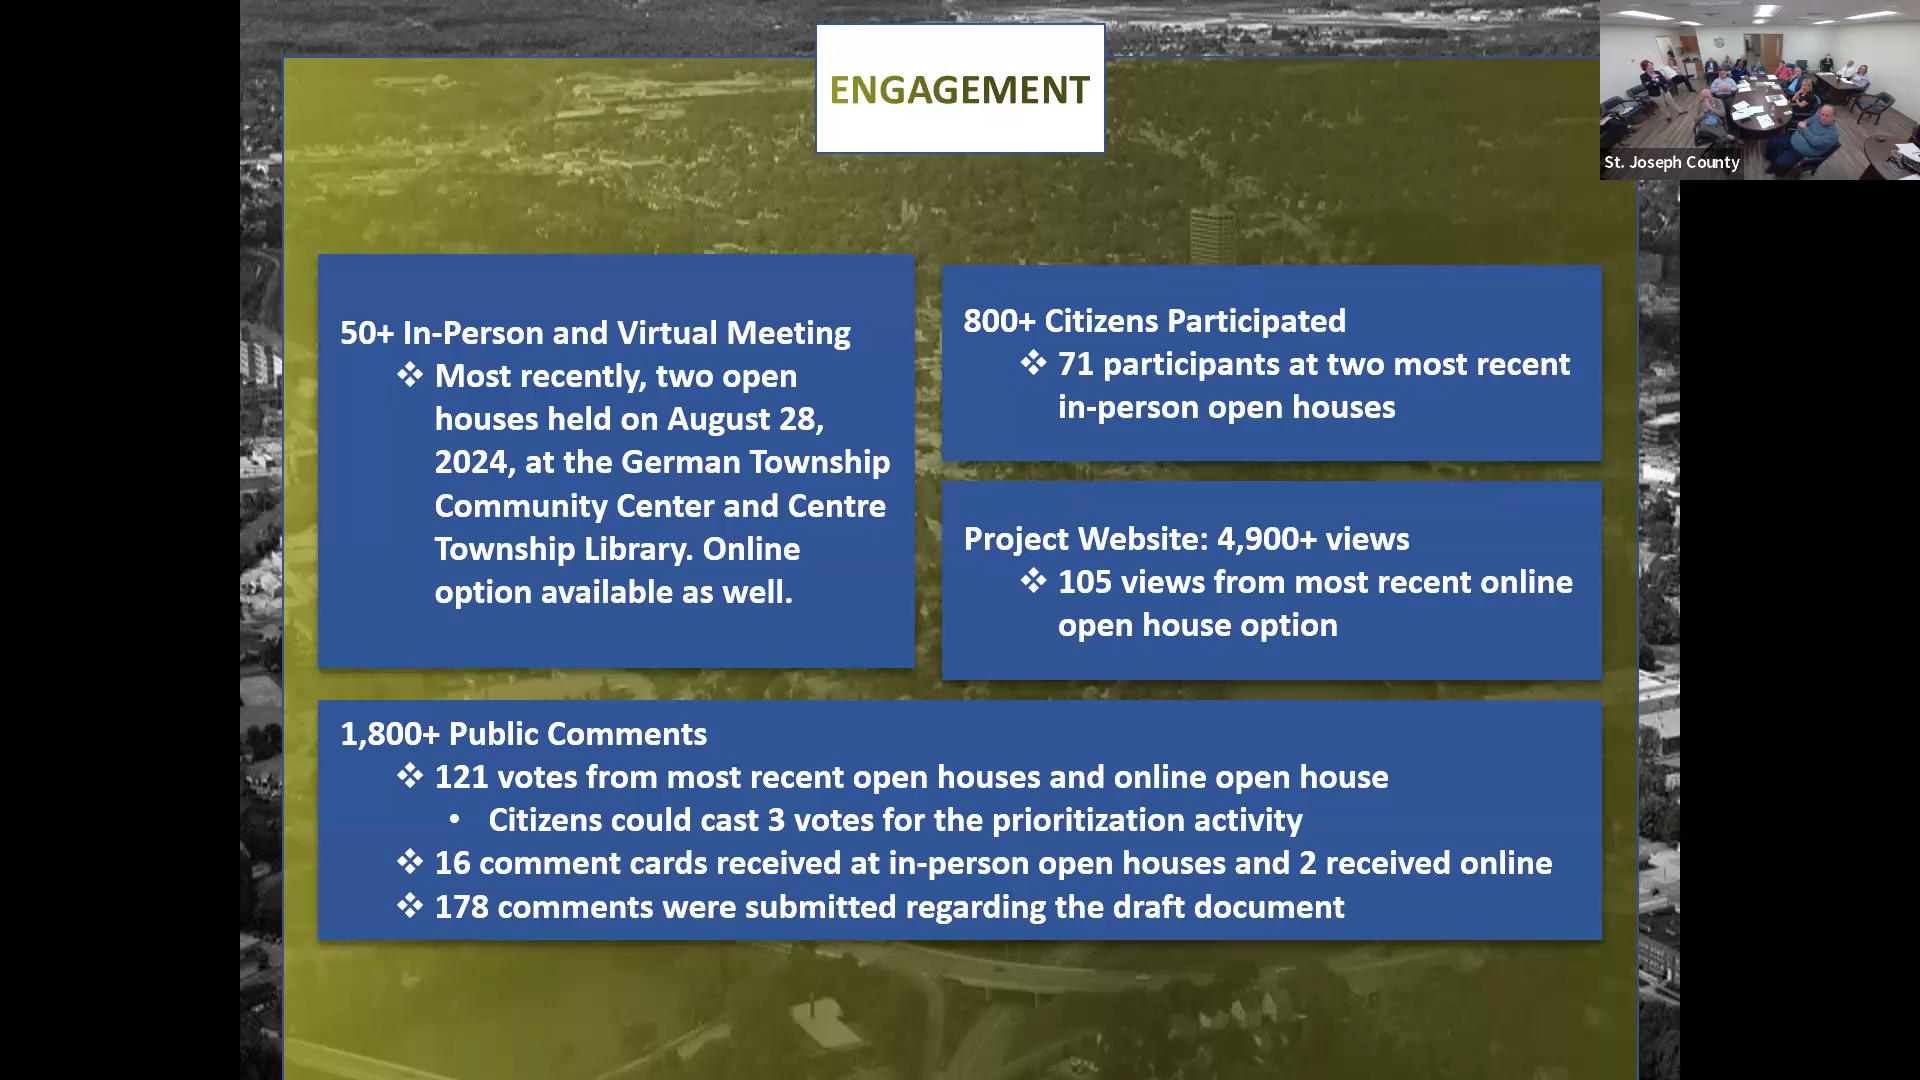 ENGAGEMENT
St. Joseph County
50+ In-Person and Virtual Meeting
❖ Most recently, two open
houses held on August 28,
2024, at the German Township
Community Center and Centre
Township Library. Online
option available as well.
800+ Citizens Participated
❖ 71 participants at two most recent
in-person open houses
Project Website: 4,900+ views
❖ 105 views from most recent online
open house option
1,800+ Public Comments
❖ 121 votes from most recent open houses and online open house
• Citizens could cast 3 votes for the prioritization activity
❖ 16 comment cards received at in-person open houses and 2 received online
❖ 178 comments were submitted regarding the draft document